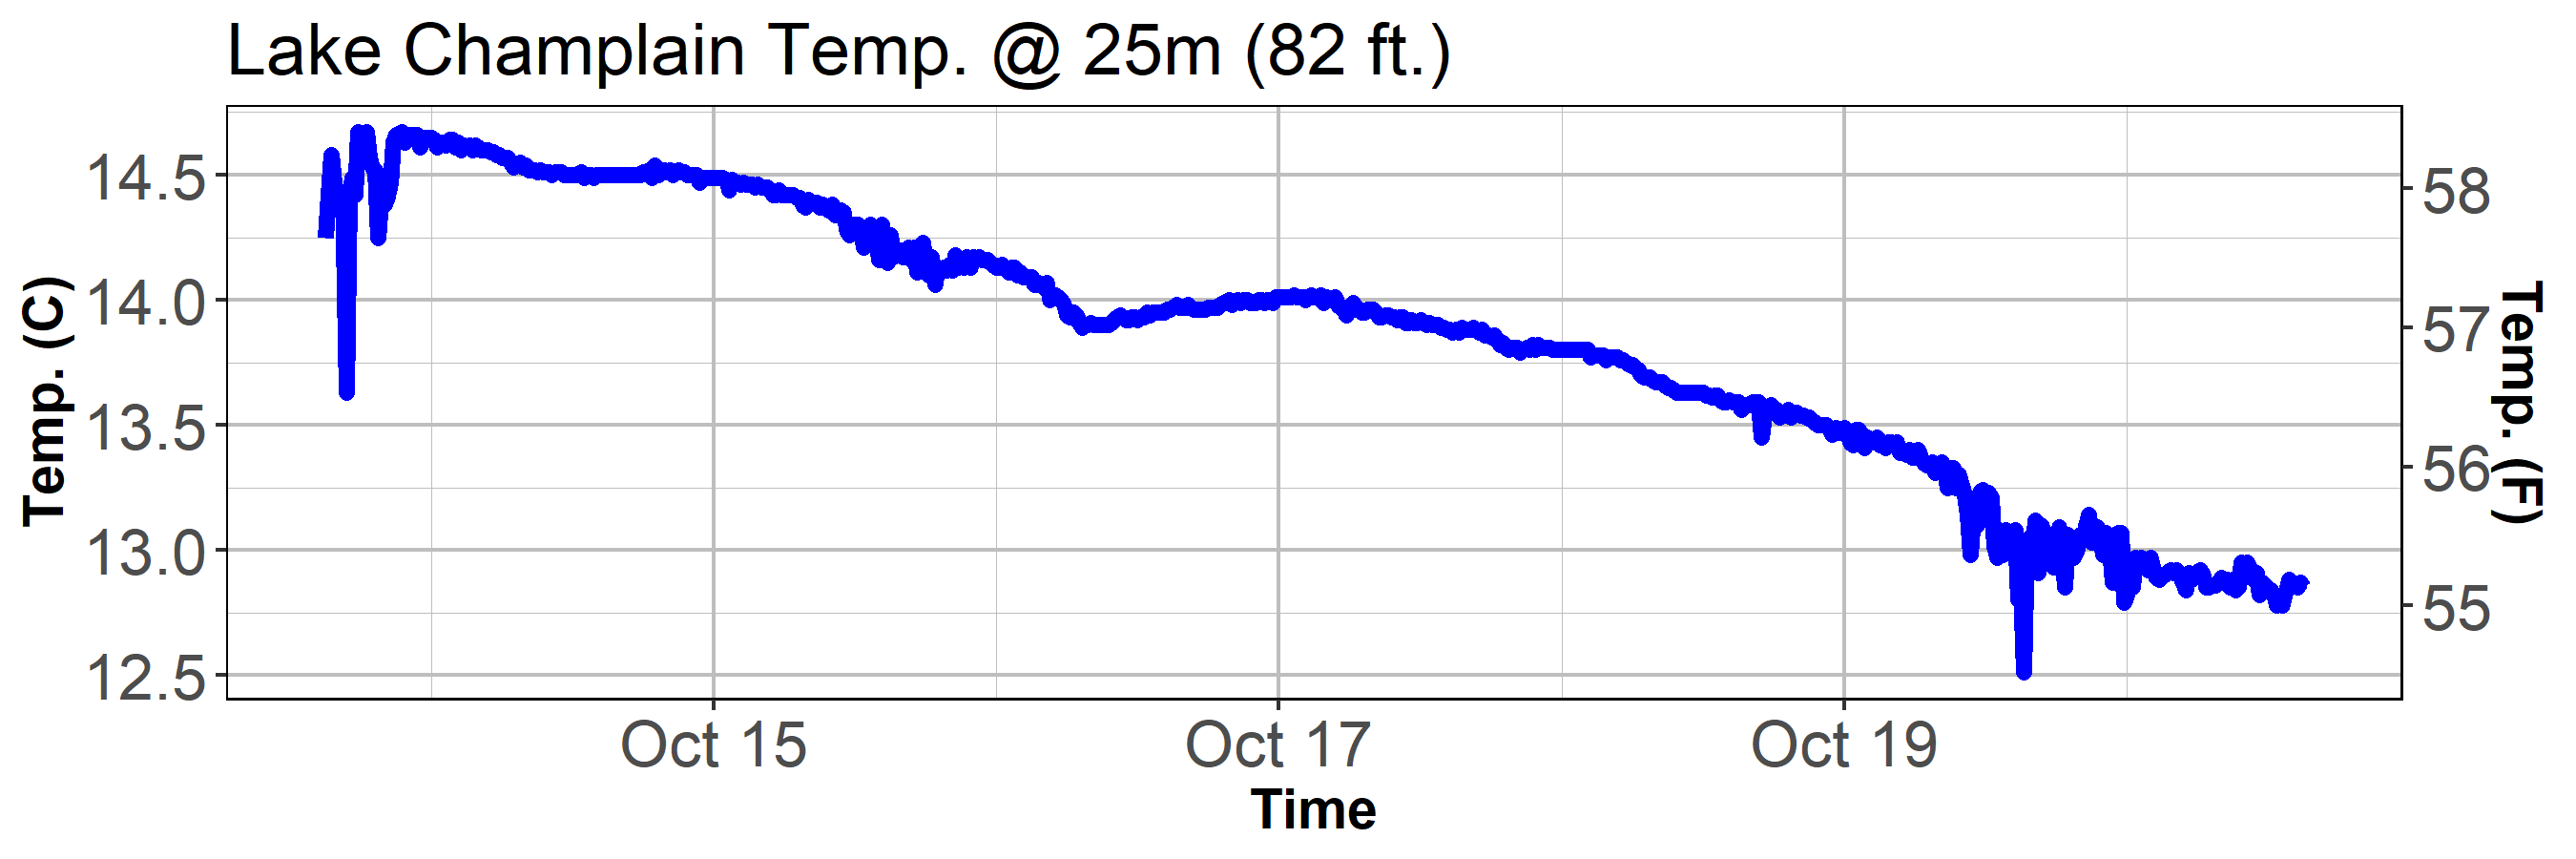 Lake Champlain Temp. @ 25m (82 ft.)
Temp. (C)
14.5
14.0
13.5
13.0
12.5
58
57
56
55
Temp. (F)
Oct 15
Oct 17
Oct 19
Time